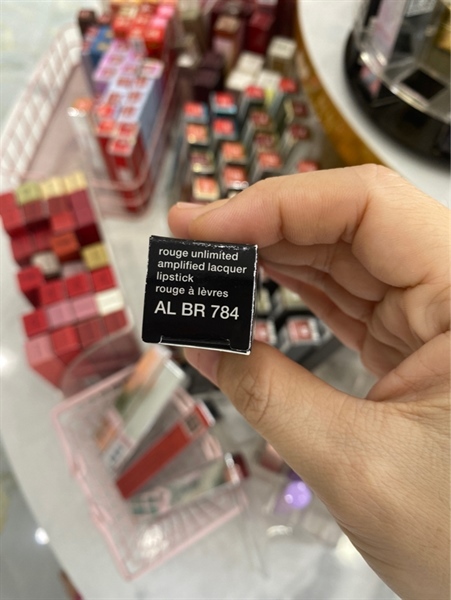 rouge unlimited
amplified lacquer
lipstick
rouge à lèvres
AL BR 784